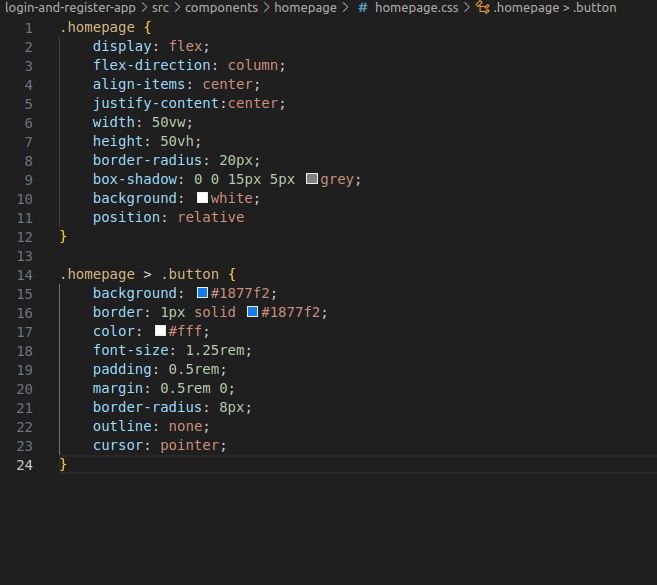 login-and-register-app > src > components > homepage > # homepage.css > .homepage > .button
1 .homepage {
2     display: flex;
3     flex-direction: column;
4     align-items: center;
5     justify-content:center;
6     width: 50vw;
7     height: 50vh;
8     border-radius: 20px;
9     box-shadow: 0 0 15px 5px grey;
10     background: white;
11     position: relative
12 }
13
14 .homepage > .button {
15     background: #1877f2;
16     border: 1px solid #1877f2;
17     color: #fff;
18     font-size: 1.25rem;
19     padding: 0.5rem;
20     margin: 0.5rem 0;
21     border-radius: 8px;
22     outline: none;
23     cursor: pointer;
24 }